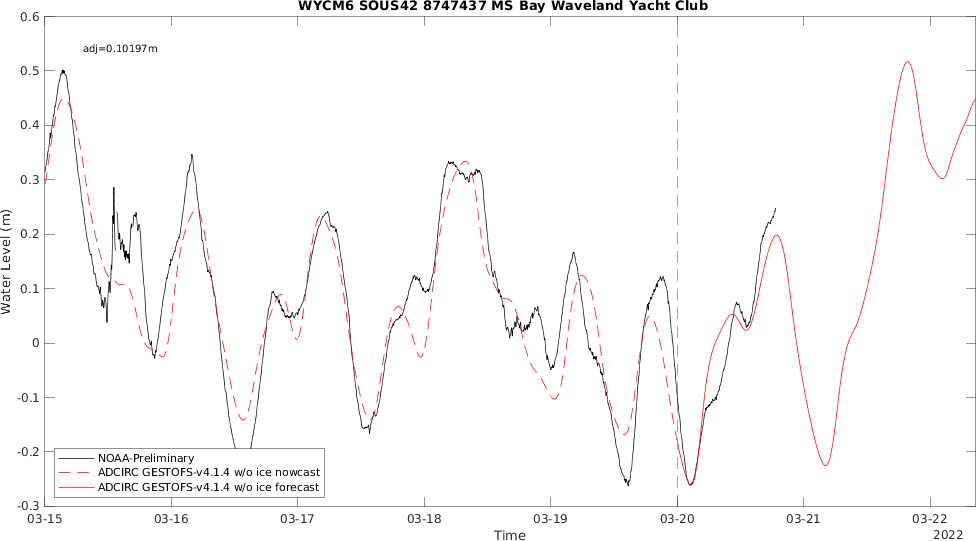 WYCM6 SOUS42 8747437 MS Bay Waveland Yacht Club
0.6
adj=0.10197m
0.5
0.4
0.3
0.2
0.1
0
-0.1
-0.2
-0.3
Water Level (m)
NOAA-Preliminary
ADCIRC GESTOFS-v4.1.4 w/o ice nowcast
ADCIRC GESTOFS-v4.1.4 w/o ice forecast
03-15 03-16 03-17 03-18 03-19 03-20 03-21 03-22
Time
2022